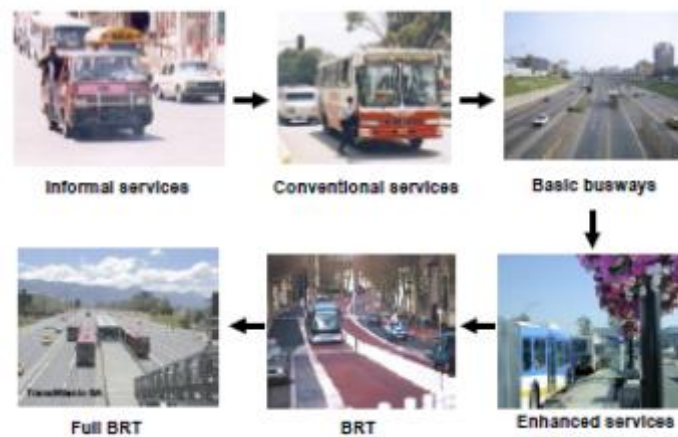 Informal services
Conventional services
Basic busways
Full BRT
BRT
Enhanced services